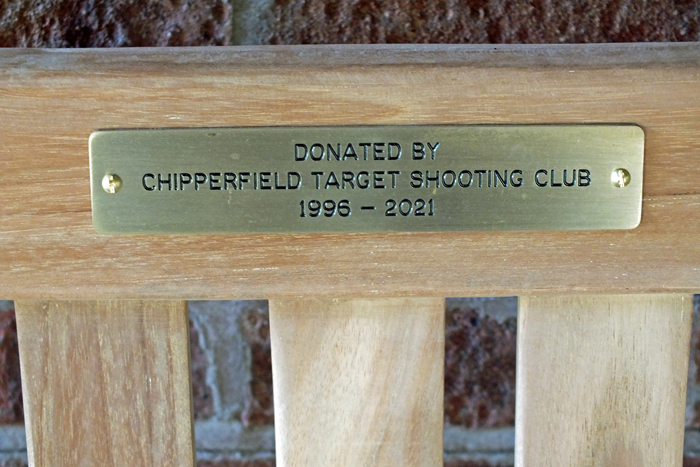 DONATED BY
CHIPPERFIELD TARGET SHOOTING CLUB
1996 - 2021